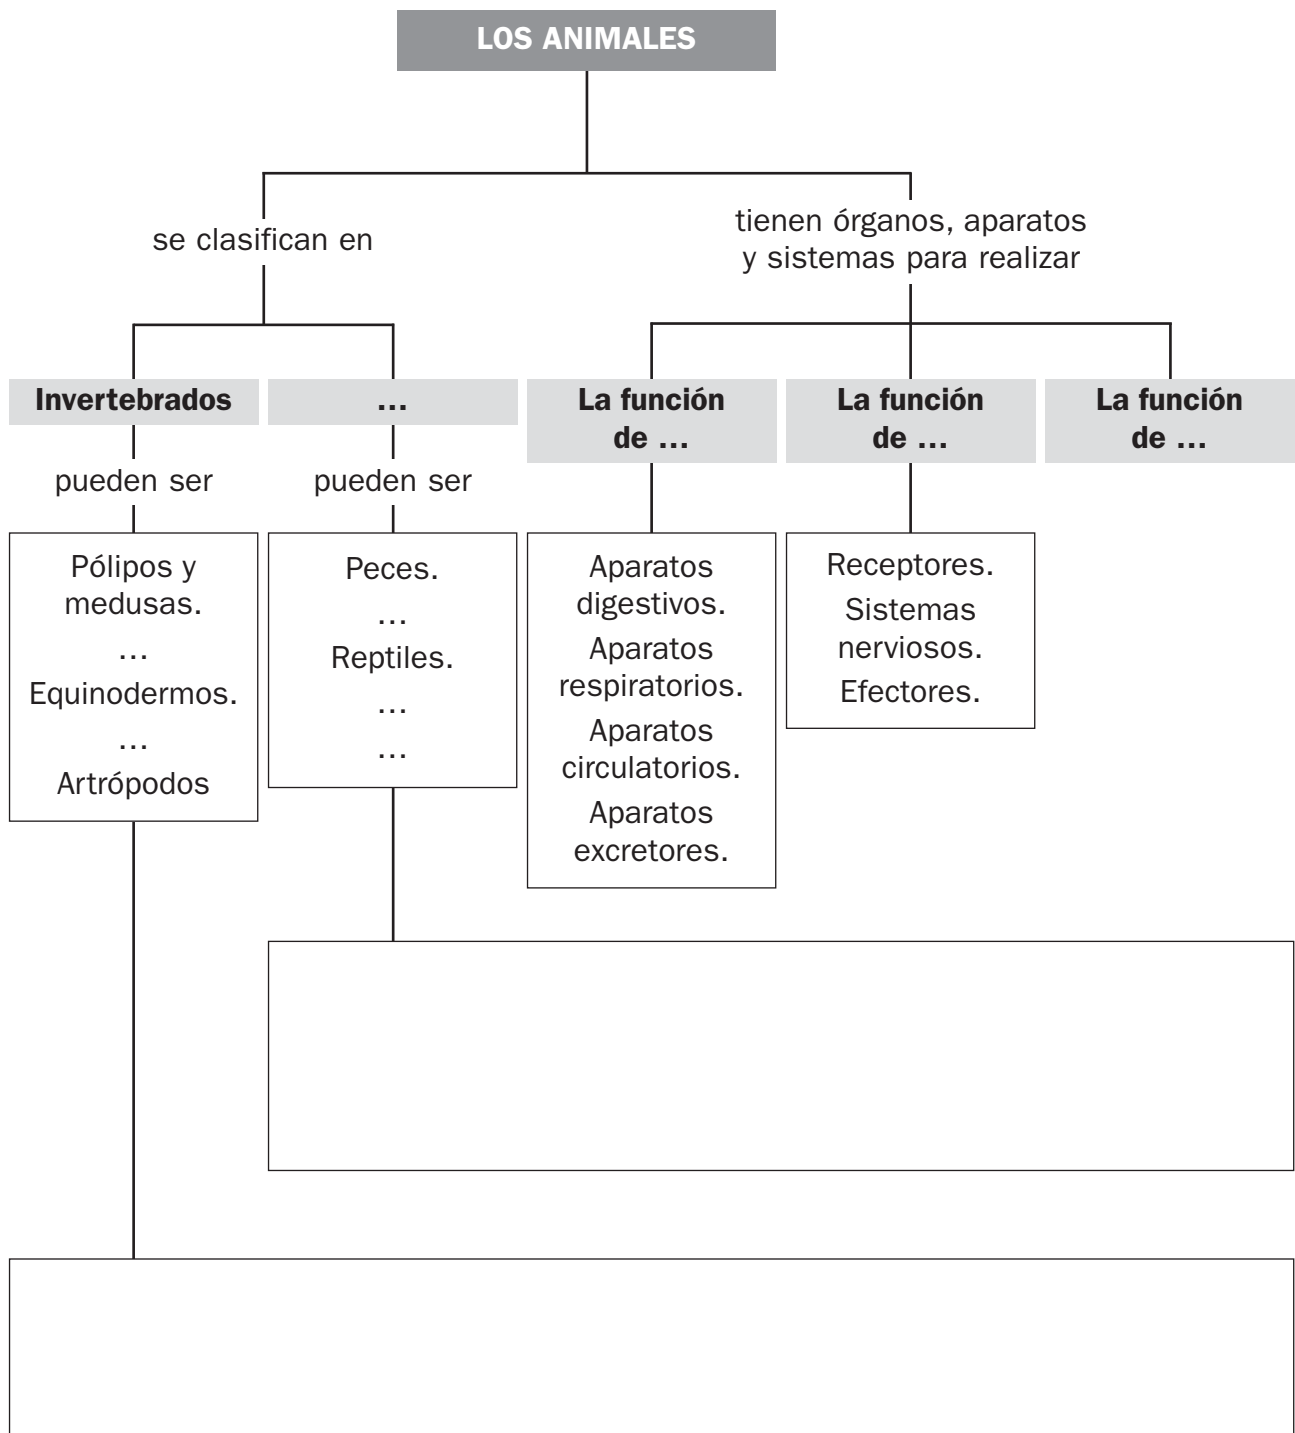 LOS ANIMALES
se clasifican en
tienen órganos, aparatos
y sistemas para realizar
Invertebrados
...
La función
de ...
La función
de ...
La función
de ...
pueden ser
pueden ser
Pólipos y
medusas.
...
Equinodermos.
...
Artrópodos
Peces.
...
Reptiles.
...
...
Aparatos
digestivos.
Aparatos
respiratorios.
Aparatos
circulatorios.
Aparatos
excretores.
Receptores.
Sistemas
nerviosos.
Efectores.